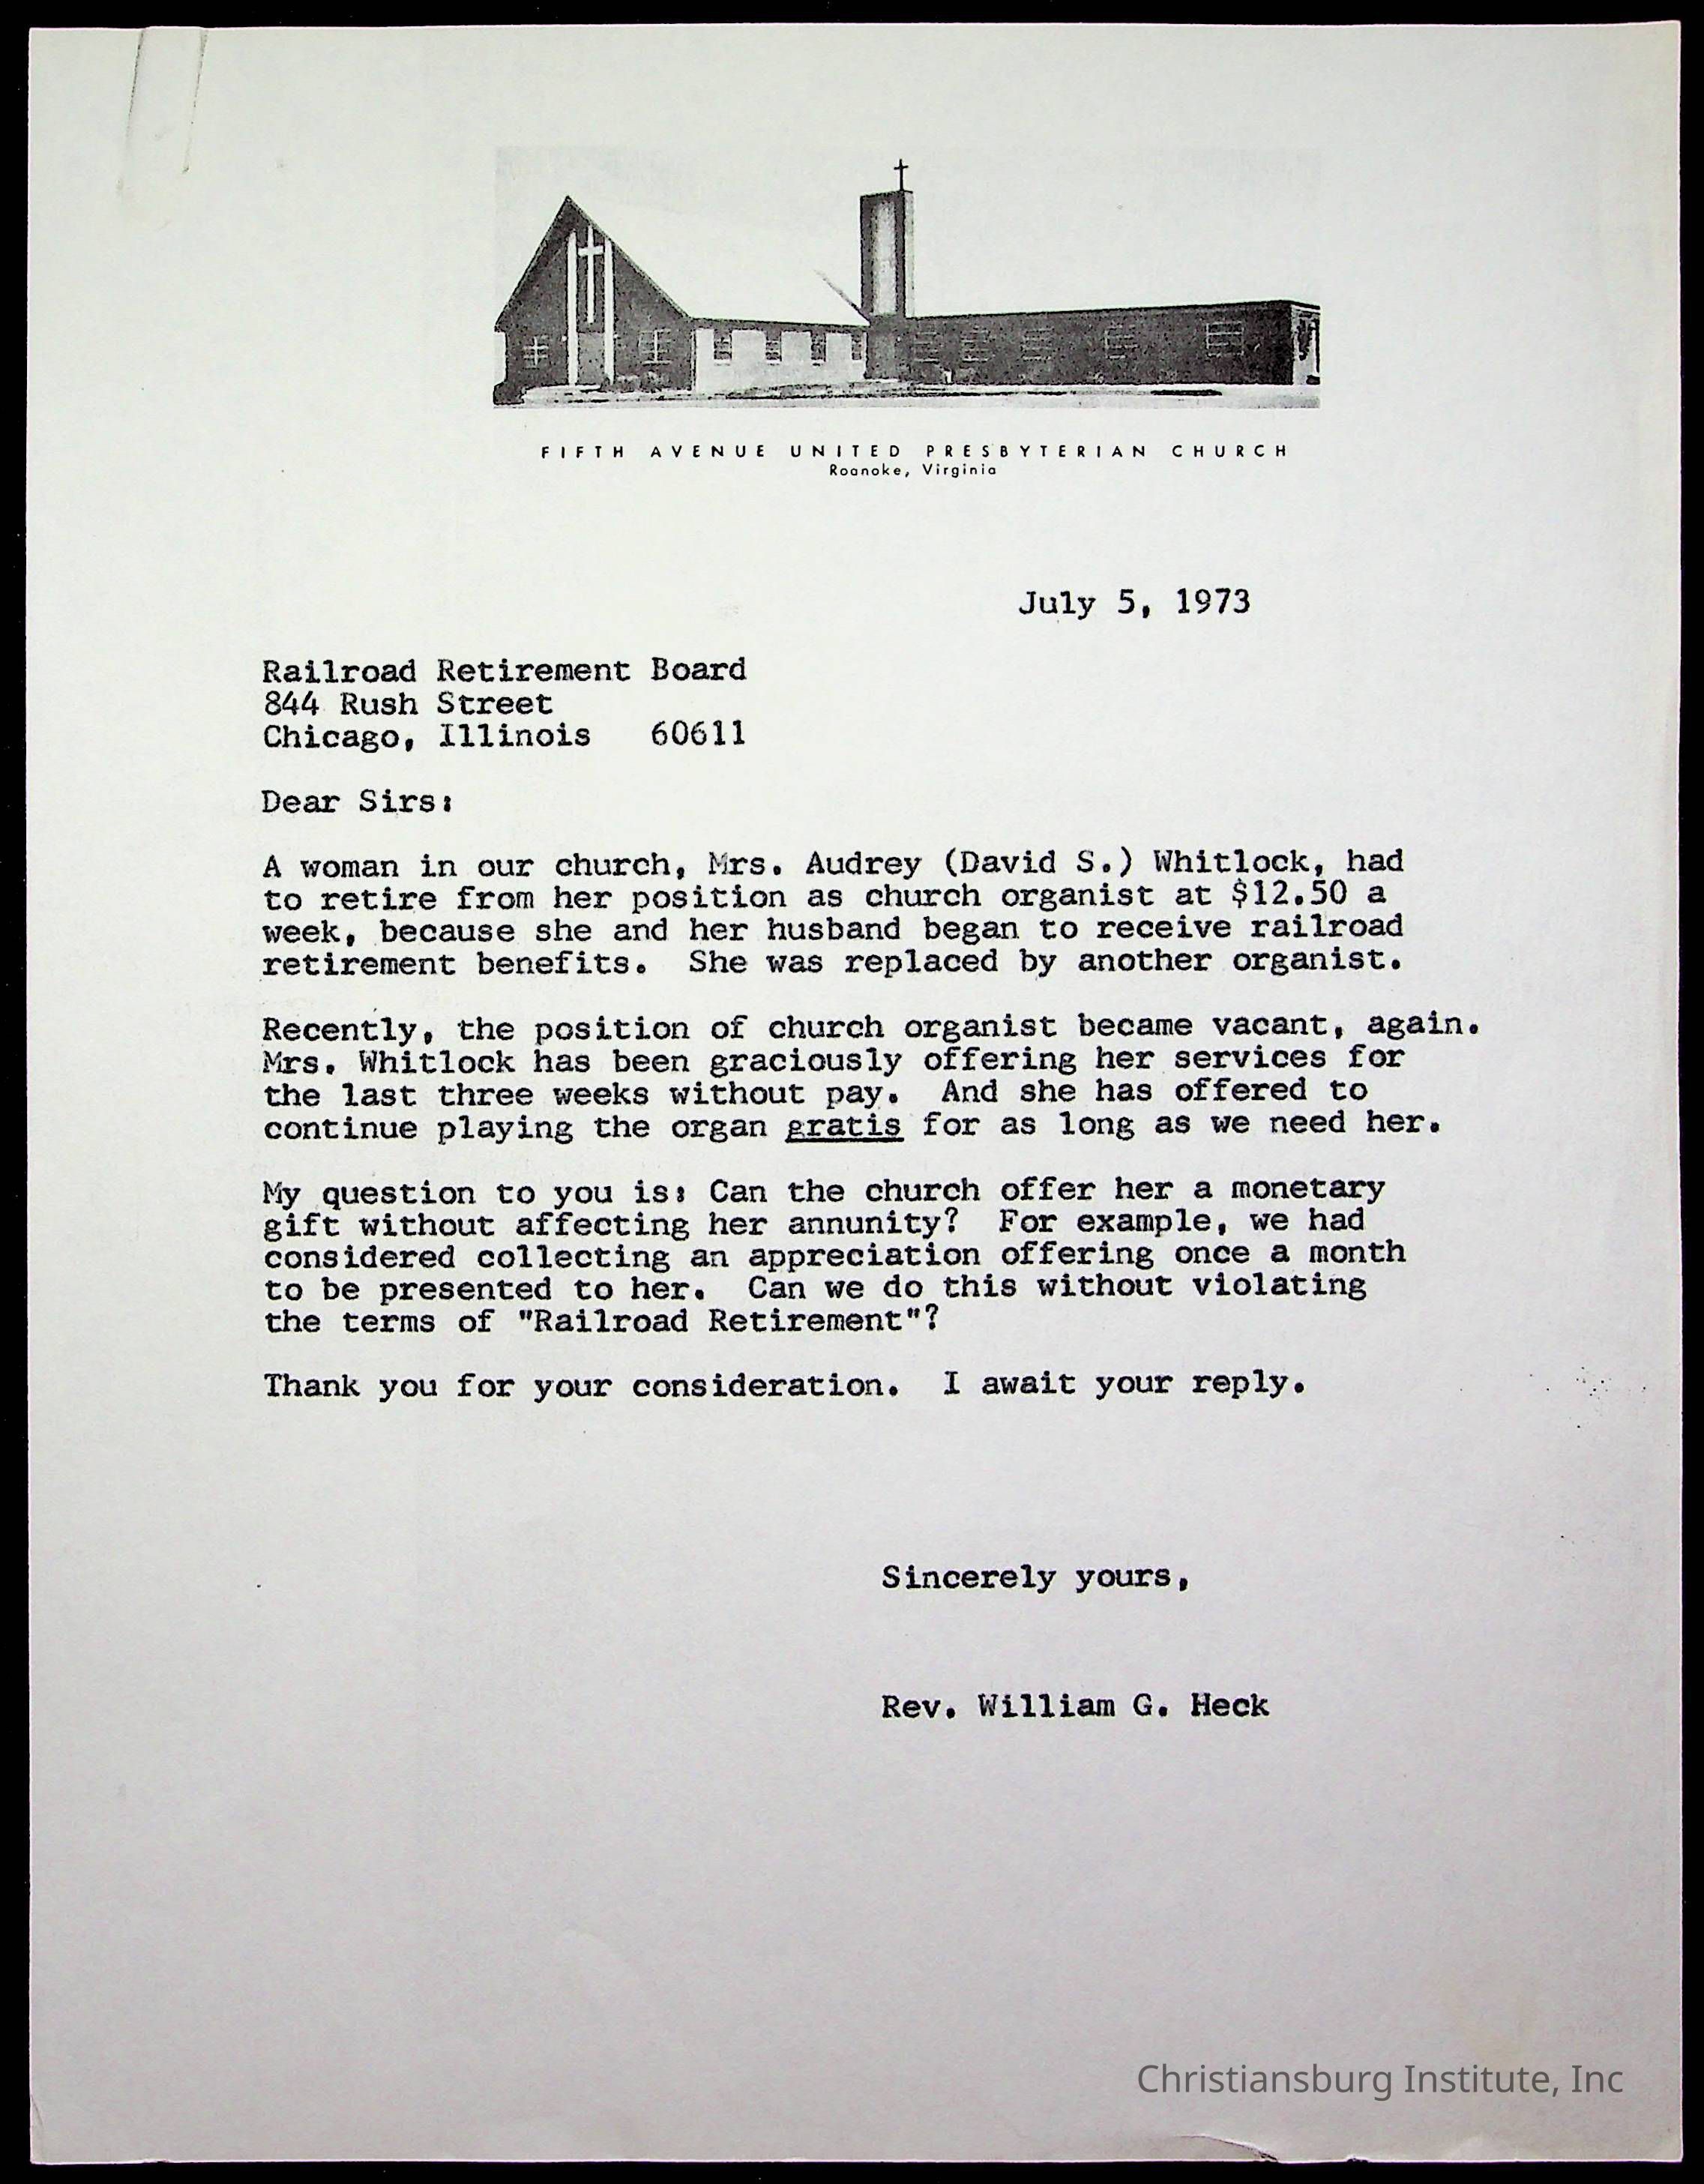 FIFTH AVENUE UNITED PRESBYTERIAN CHURCH
Roanoke, Virginia
July 5, 1973
Railroad Retirement Board
844 Rush Street
Chicago, Illinois   60611
Dear Sirs:
A woman in our church, Mrs. Audrey (David S.) Whitlock, had
to retire from her position as church organist at $12.50 a
week, because she and her husband began to receive railroad
retirement benefits.  She was replaced by another organist.
Recently, the position of church organist became vacant, again.
Mrs. Whitlock has been graciously offering her services for
the last three weeks without pay.  And she has offered to
continue playing the organ gratis for as long as we need her.
My question to you is: Can the church offer her a monetary
gift without affecting her annunity?  For example, we had
considered collecting an appreciation offering once a month
to be presented to her.  Can we do this without violating
the terms of "Railroad Retirement"?
Thank you for your consideration.  I await your reply.
Sincerely yours,
Rev. William G. Heck
Christiansburg Institute, Inc